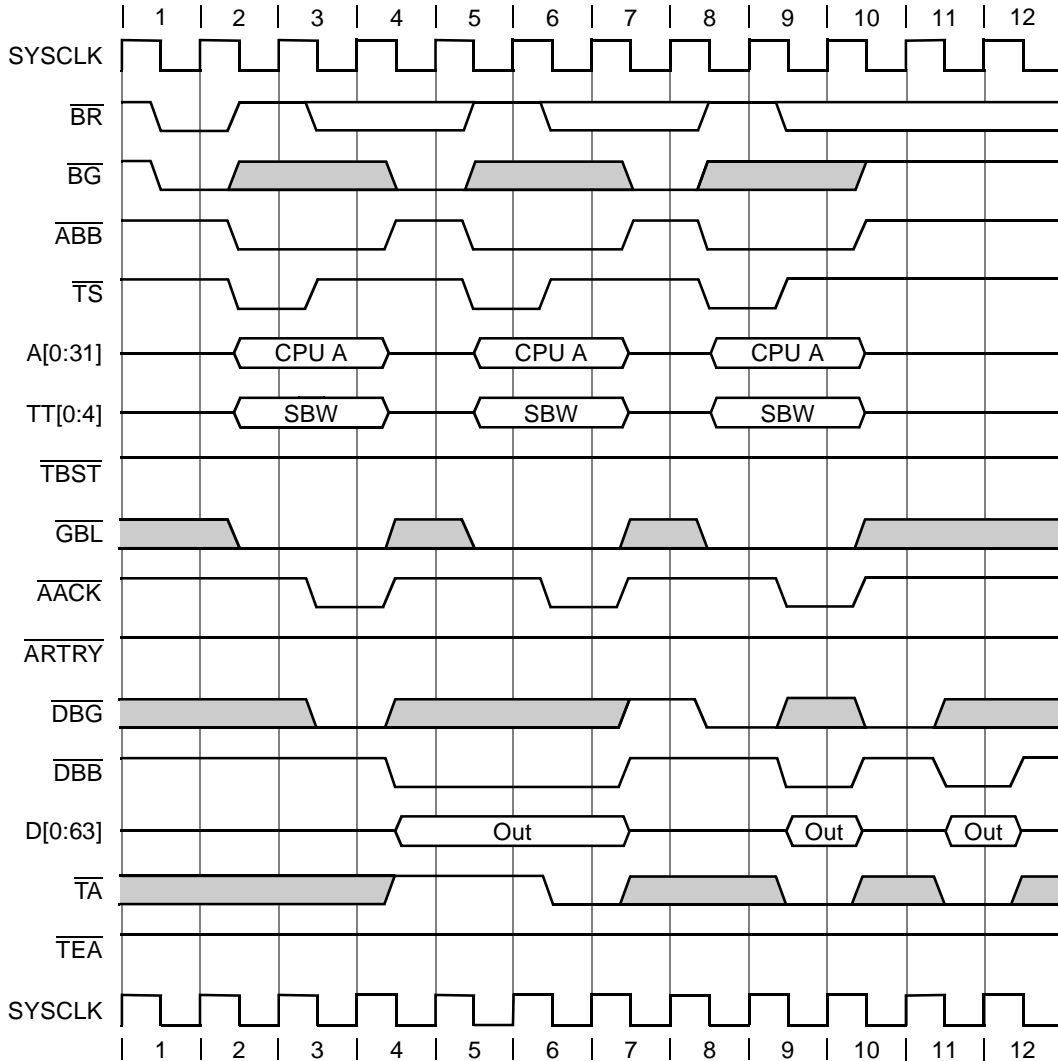 1 2 3 4 5 6 7 8 9 10 11 12
SYSCLK
BR
BG
ABB
TS
A[0:31] CPU A CPU A CPU A
TT[0:4] SBW SBW SBW
TBST
GBL
AACK
ARTRY
DBG
DBB
D[0:63] Out Out Out
TA
TEA
SYSCLK
1 2 3 4 5 6 7 8 9 10 11 12